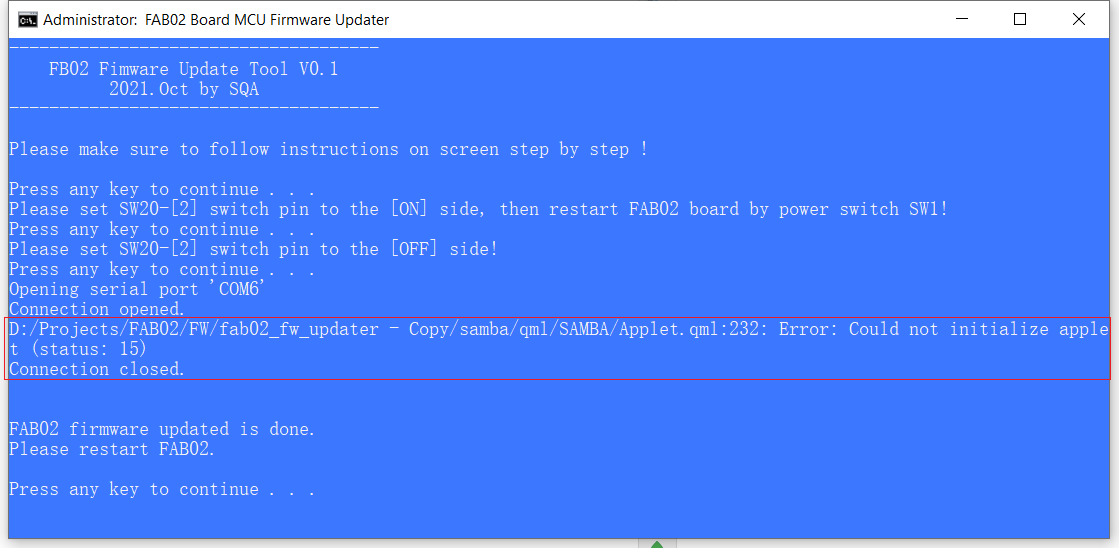 Administrator:  FAB02 Board MCU Firmware Updater
-------------------------------------
FB02 Fimware Update Tool V0.1
2021.Oct by SQA
-------------------------------------
Please make sure to follow instructions on screen step by step !
Press any key to continue . . .
Please set SW20-[2] switch pin to the [ON] side, then restart FAB02 board by power switch SW1!
Press any key to continue . . .
Please set SW20-[2] switch pin to the [OFF] side!
Press any key to continue . . .
Opening serial port 'COM6'
Connection opened.
D:/Projects/FAB02/FW/fab02_fw_updater - Copy/samba/qml/SAMBA/Applet.qml:232: Error: Could not initialize apple
t (status: 15)
Connection closed.
FAB02 firmware updated is done.
Please restart FAB02.
Press any key to continue . . .